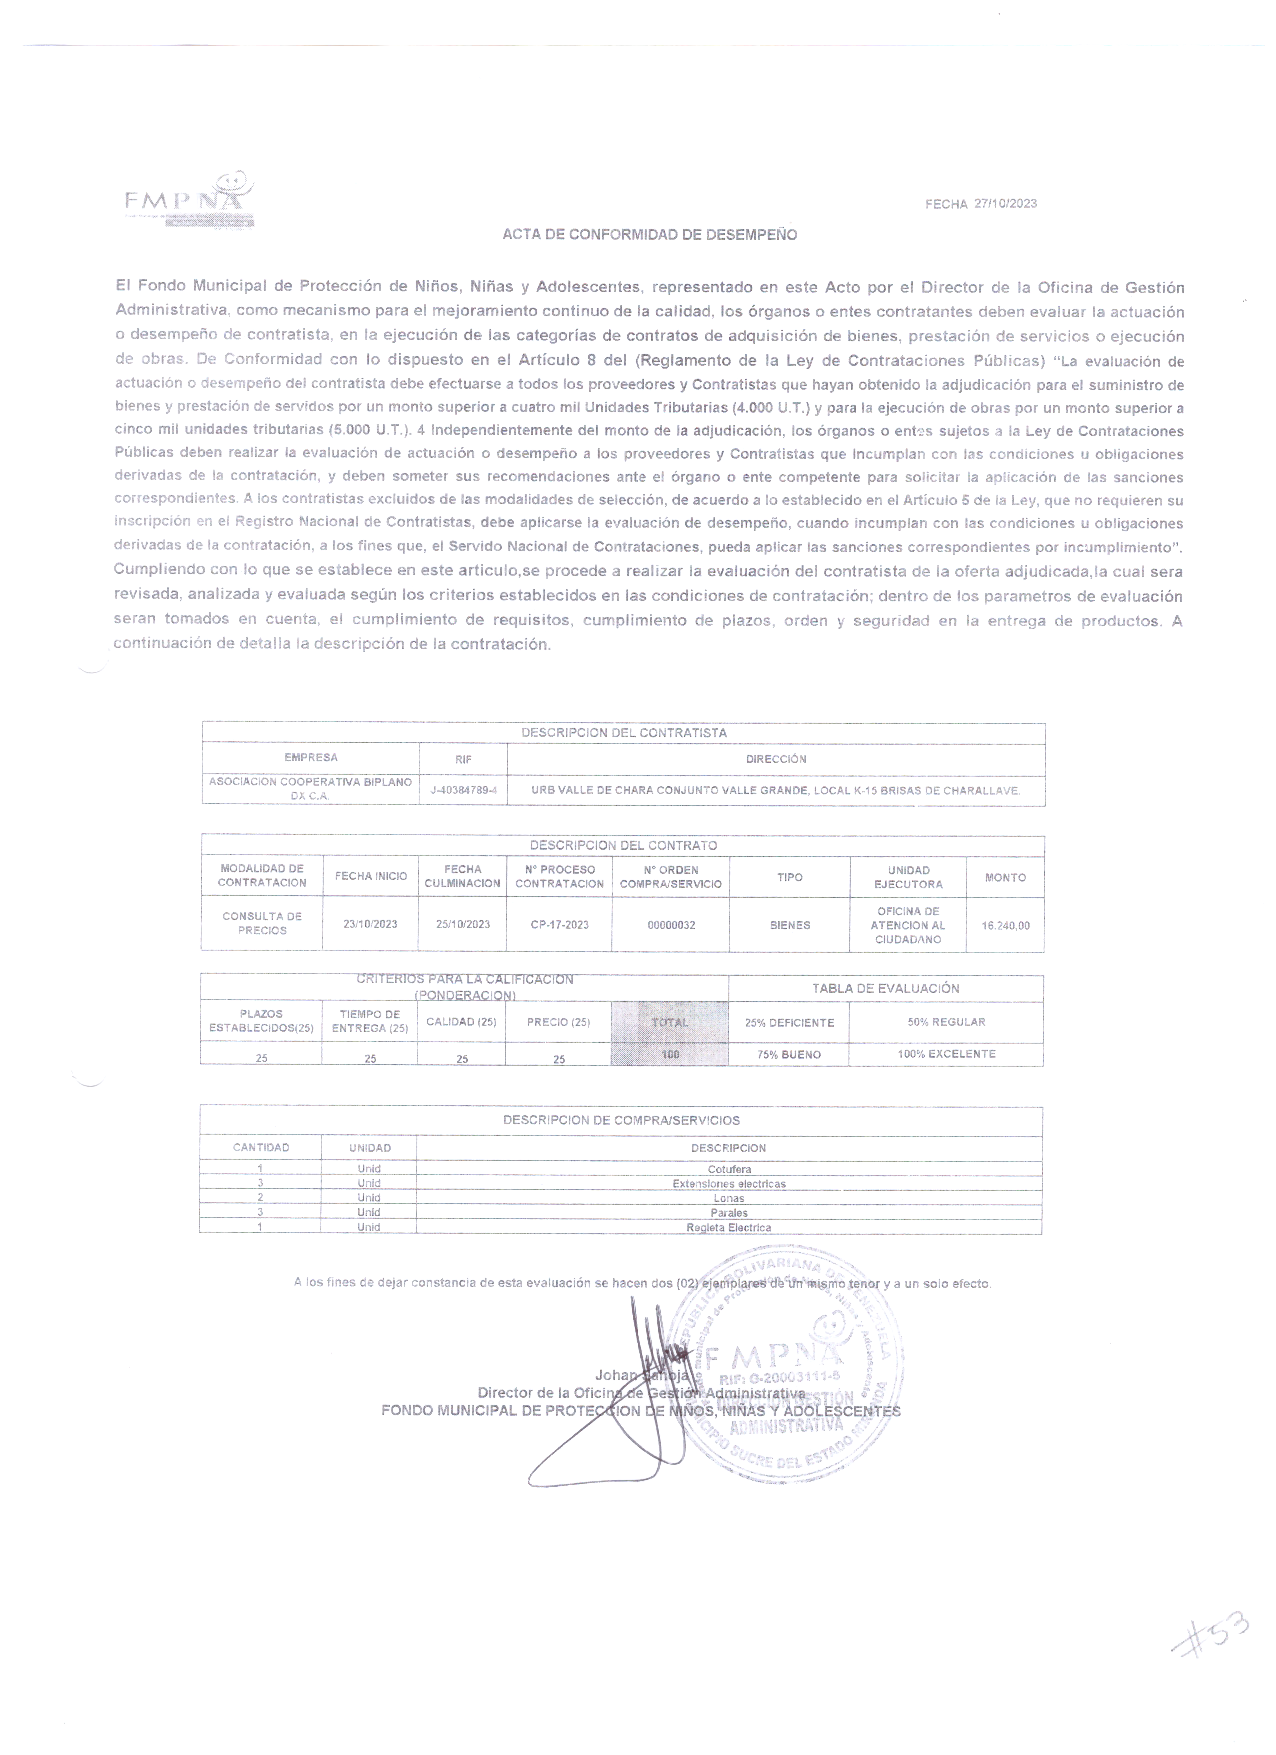 FMPNA
FECHA 27/10/2023
ACTA DE CONFORMIDAD DE DESEMPEÑO
El Fondo Municipal de Protección de Niños, Niñas y Adolescentes, representado en este Acto por el Director de la Oficina de Gestión
Administrativa, como mecanismo para el mejoramiento continuo de la calidad, los órganos o entes contratantes deben evaluar la actuación
o desempeño de contratista, en la ejecución de las categorías de contratos de adquisición de bienes, prestación de servicios o ejecución
de obras. De Conformidad con lo dispuesto en el Artículo 8 del (Reglamento de la Ley de Contrataciones Públicas) “La evaluación de
actuación o desempeño del contratista debe efectuarse a todos los proveedores y Contratistas que hayan obtenido la adjudicación para el suministro de
bienes y prestación de servidos por un monto superior a cuatro mil Unidades Tributarias (4.000 U.T.) y para la ejecución de obras por un monto superior a
cinco mil unidades tributarias (5.000 U.T.). 4 Independientemente del monto de la adjudicación, los órganos o entes sujetos a la Ley de Contrataciones
Públicas deben realizar la evaluación de actuación o desempeño a los proveedores y Contratistas que incumplan con las condiciones u obligaciones
derivadas de la contratación, y deben someter sus recomendaciones ante el órgano o ente competente para solicitar la aplicación de las sanciones
correspondientes. A los contratistas excluidos de las modalidades de selección, de acuerdo a lo establecido en el Artículo 5 de la Ley, que no requieren su
inscripción en el Registro Nacional de Contratistas, debe aplicarse la evaluación de desempeño, cuando incumplan con las condiciones u obligaciones
derivadas de la contratación, a los fines que, el Servido Nacional de Contrataciones, pueda aplicar las sanciones correspondientes por incumplimiento”.
Cumpliendo con lo que se establece en este articulo,se procede a realizar la evaluación del contratista de la oferta adjudicada,la cual sera
revisada, analizada y evaluada según los criterios establecidos en las condiciones de contratación; dentro de los parametros de evaluación
seran tomados en cuenta, el cumplimiento de requisitos, cumplimiento de plazos, orden y seguridad en la entrega de productos. A
continuación de detalla la descripción de la contratación.
DESCRIPCION DEL CONTRATISTA
EMPRESA RIF DIRECCIÓN
ASOCIACION COOPERATIVA BIPLANO
DX C.A. J-40384789-4 URB VALLE DE CHARA CONJUNTO VALLE GRANDE, LOCAL K-15 BRISAS DE CHARALLAVE.
DESCRIPCION DEL CONTRATO
MODALIDAD DE
CONTRATACION FECHA INICIO FECHA
CULMINACION N° PROCESO
CONTRATACION N° ORDEN
COMPRA/SERVICIO TIPO UNIDAD
EJECUTORA MONTO
CONSULTA DE
PRECIOS 23/10/2023 25/10/2023 CP-17-2023 00000032 BIENES OFICINA DE
ATENCION AL
CIUDADANO 16.240,00
CRITERIOS PARA LA CALIFICACION
(PONDERACION) TABLA DE EVALUACIÓN
PLAZOS
ESTABLECIDOS(25) TIEMPO DE
ENTREGA (25) CALIDAD (25) PRECIO (25) TOTAL 25% DEFICIENTE 50% REGULAR
25 25 25 25 100 75% BUENO 100% EXCELENTE
DESCRIPCION DE COMPRA/SERVICIOS
CANTIDAD UNIDAD DESCRIPCION
1 Unid Cotufera
3 Unid Extensiones electricas
2 Unid Lonas
3 Unid Parales
1 Unid Regleta Electrica
A los fines de dejar constancia de esta evaluación se hacen dos (02) ejemplares de un mismo tenor y a un solo efecto.
Johan
Director de la Oficina de Gestión Administrativa
FONDO MUNICIPAL DE PROTECCION DE NIÑOS, NIÑAS Y ADOLESCENTES
REPUBLICA BOLIVARIANA DE VENEZUELA
FMPNA
RIF: G-20003111-5
DIRECCION GESTIÓN
ADMINISTRATIVA
MUNICIPIO SUCRE DEL ESTADO MIRANDA
#53